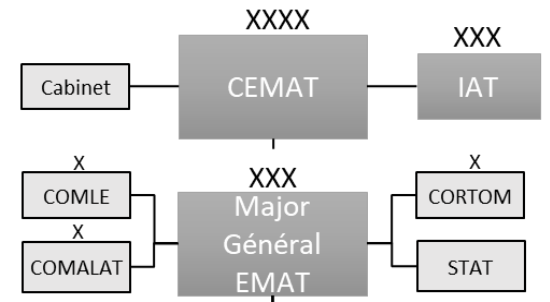 XXXX
XXX
Cabinet
CEMAT
IAT
X
COMLE
X
COMALAT
XXX
Major
Général
EMAT
X
CORTOM
STAT